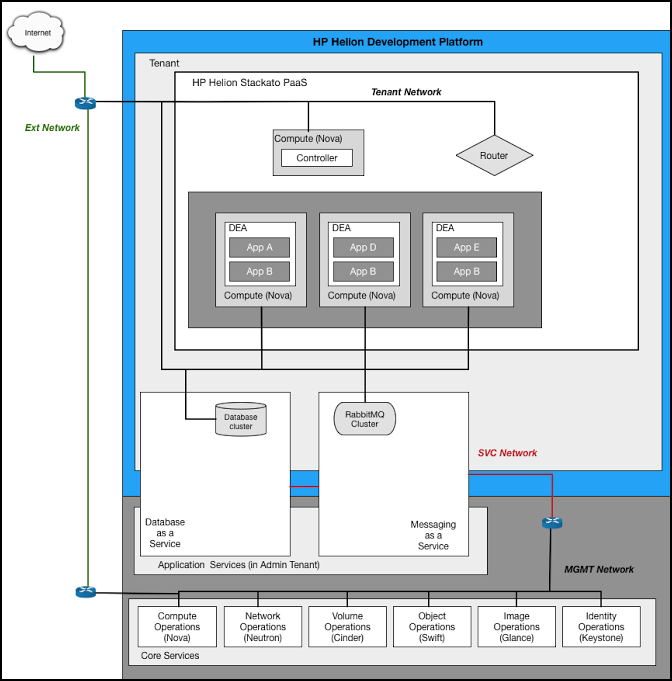 Internet
HP Helion Development Platform
Tenant
HP Helion Stackato PaaS
Tenant Network
Ext Network
Compute (Nova)
Controller
Router
DEA
App A
App B
Compute (Nova)
DEA
App D
App B
Compute (Nova)
DEA
App E
App B
Compute (Nova)
Database
cluster
RabbitMQ
Cluster
SVC Network
Database
as a
Service
Messaging
as a
Service
Application Services (in Admin Tenant)
MGMT Network
Compute
Operations
(Nova)
Network
Operations
(Neutron)
Volume
Operations
(Cinder)
Object
Operations
(Swift)
Image
Operations
(Glance)
Identity
Operations
(Keystone)
Core Services